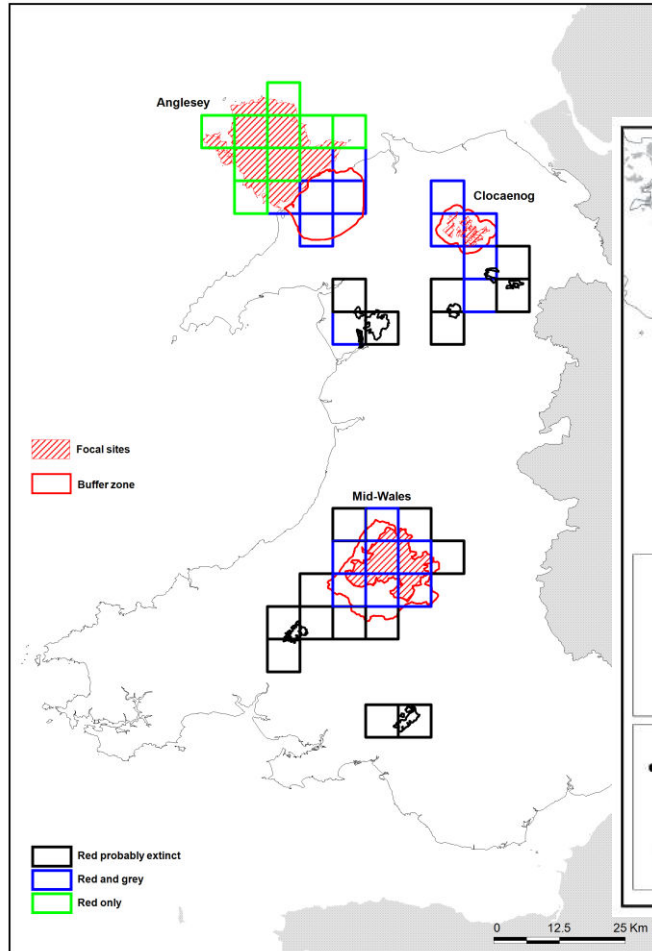 Anglesey
Clocaenog
Focal sites
Buffer zone
Mid-Wales
Red probably extinct
Red and grey
Red only
0 12.5 25 Km